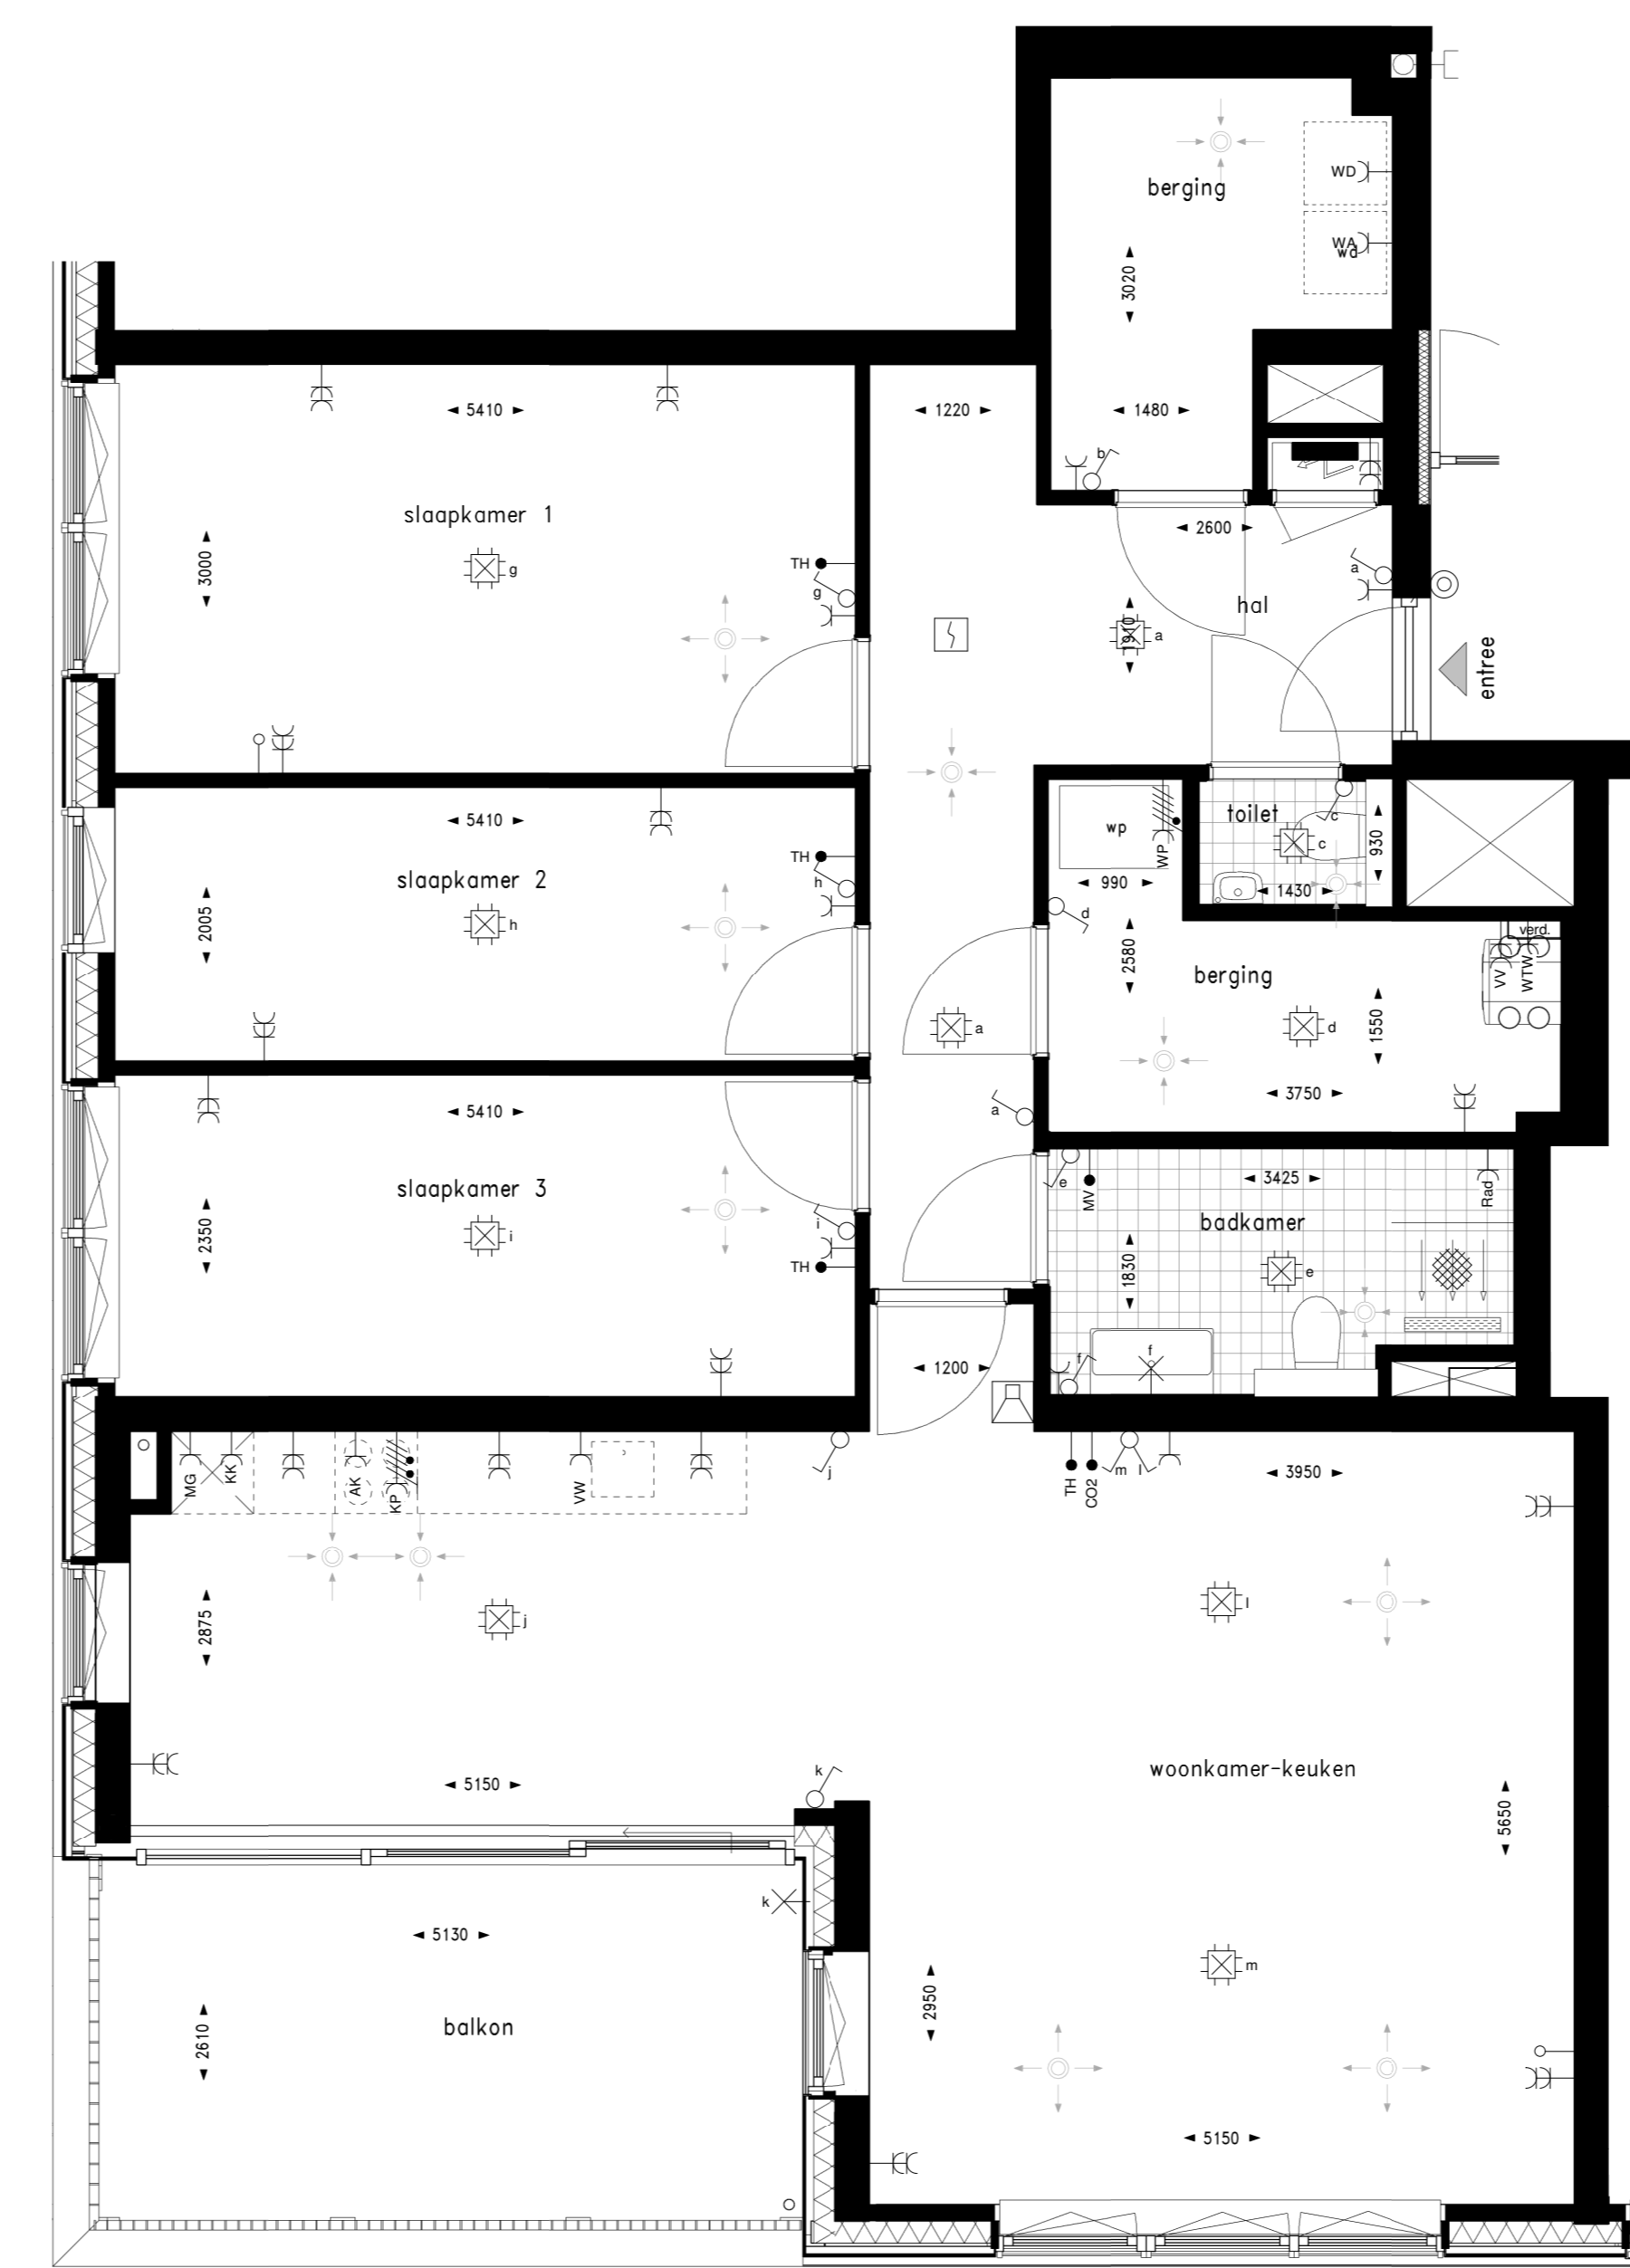 berging
WD
WA
wd
3020
5410
1220
1480
b
slaapkamer 1
2600
3000
TH
g
g
a
hal
1910
a
entree
5410
TH
slaapkamer 2
h
h
2005
wp
WP
toilet
c
c
930
990
1430
d
2580
berging
verd.
VV
WTW
a
d
1550
3750
a
5410
slaapkamer 3
i
i
2350
TH
e
MV
3425
Rad
badkamer
1830
e
f
f
1200
MG
KK
AK
KP
VW
j
TH
CO2
m
l
3950
2875
j
l
k
woonkamer-keuken
5150
5650
k
5130
m
2950
2610
balkon
5150